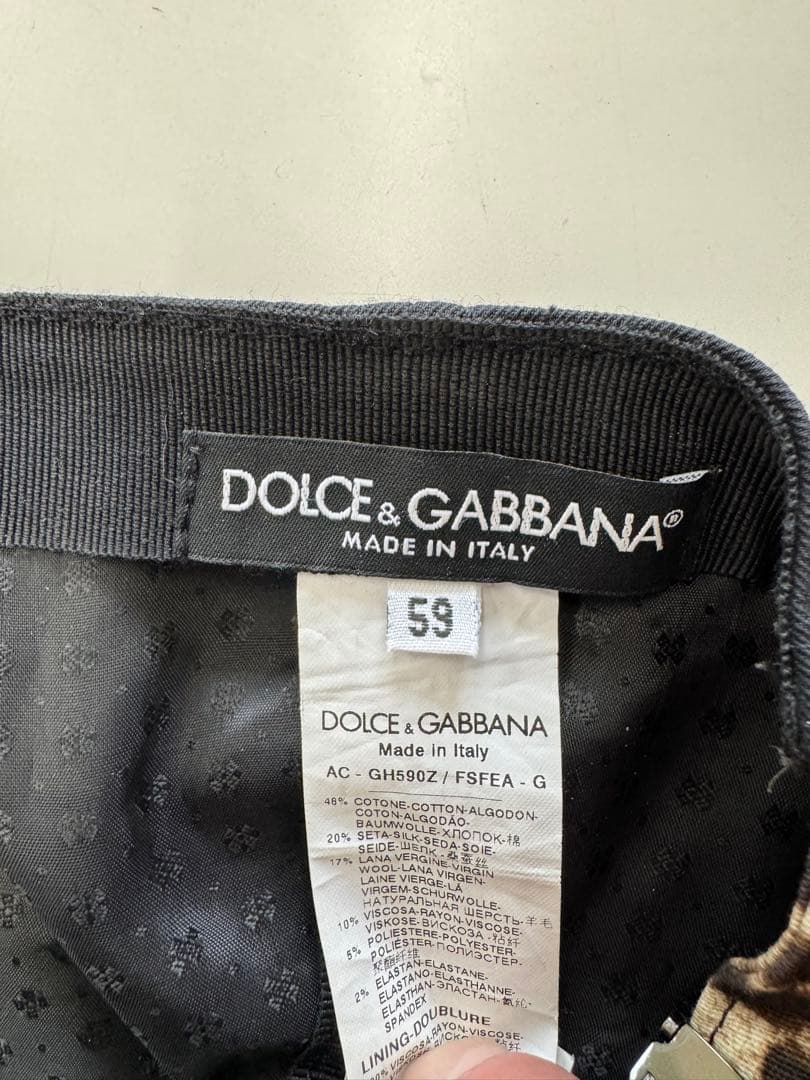 DOLCE & GABBANA®
MADE IN ITALY
59
DOLCE & GABBANA
Made in Italy
AC - GH590Z / FSFEA - G
48% COTONE-COTTON-ALGODON-
COTON-ALGODÃO-
BAUMWOLLE-ХЛОПОК-棉
20% SETA-SILK-SEDA-SOIE-
SEIDE-ШЕЛК-桑蚕丝
17% LANA VERGINE-VIRGIN
WOOL-LANA VIRGEN-
LAINE VIERGE-LÃ
VIRGEM-SCHURWOLLE-
НАТУРАЛЬНАЯ ШЕРСТЬ-羊毛
10% VISCOSA-RAYON-VISCOSE-
VISKOSE-ВИСКОЗА-粘纤
5% POLIESTERE-POLYESTER-
POLIÉSTER-ПОЛИЭСТЕР-
聚酯纤维
2% ELASTAN-ELASTANE-
ELASTANO-ELASTHANNE-
ELASTHAN-ЭЛАСТАН-氨纶-
SPANDEX
LINING-DOUBLURE
VISCOSA-RAYON-VISCOSE-